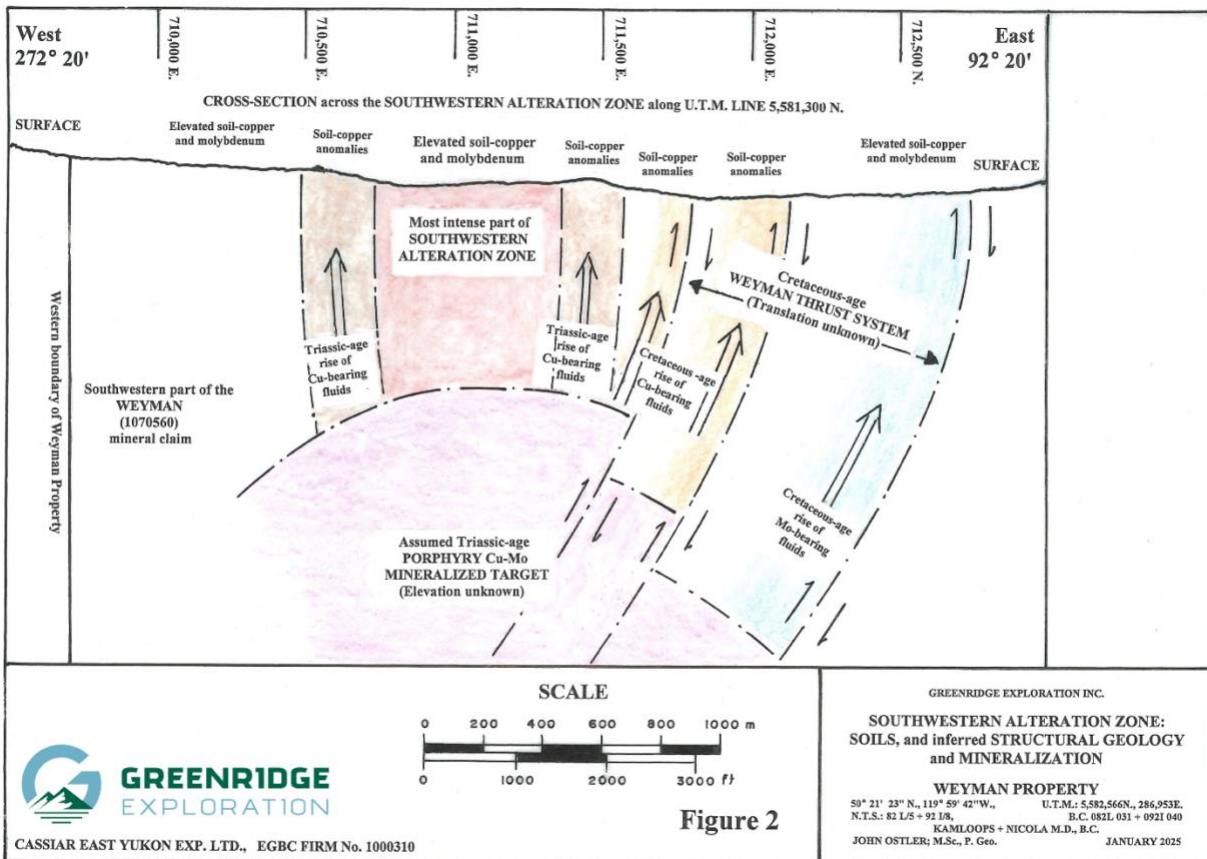 West
272° 20'
710,000 E.
710,500 E.
711,000 E.
711,500 E.
712,000 E.
712,500 N.
East
92° 20'
CROSS-SECTION across the SOUTHWESTERN ALTERATION ZONE along U.T.M. LINE 5,581,300 N.
SURFACE
Elevated soil-copper
and molybdenum
Soil-copper
anomalies
Elevated soil-copper
and molybdenum
Soil-copper
anomalies
Soil-copper
anomalies
Soil-copper
anomalies
Elevated soil-copper
and molybdenum
SURFACE
Most intense part of
SOUTHWESTERN
ALTERATION ZONE
Cretaceous-age
WEYMAN THRUST SYSTEM
(Translation unknown)
Western boundary of Weyman Property
Triassic-age
rise of
Cu-bearing
fluids
Triassic-age
rise of
Cu-bearing
fluids
Cretaceous -age
rise of
Cu-bearing
fluids
Southwestern part of the
WEYMAN
(1070560)
mineral claim
Cretaceous-age
rise of
Mo-bearing
fluids
Assumed Triassic-age
PORPHYRY Cu-Mo
MINERALIZED TARGET
(Elevation unknown)
SCALE
0 200 400 600 800 1000 m
0 1000 2000 3000 ft
Figure 2
G
GREENR1DGE
EXPLORATION
CASSIAR EAST YUKON EXP. LTD., EGBC FIRM No. 1000310
GREENRIDGE EXPLORATION INC.
SOUTHWESTERN ALTERATION ZONE:
SOILS, and inferred STRUCTURAL GEOLOGY
and MINERALIZATION
WEYMAN PROPERTY
50° 21' 23" N., 119° 59' 42"W., U.T.M.: 5,582,566N., 286,953E.
N.T.S.: 82 L/5 + 92 I/8, B.C. 082L 031 + 092I 040
KAMLOOPS + NICOLA M.D., B.C.
JOHN OSTLER; M.Sc., P. Geo. JANUARY 2025